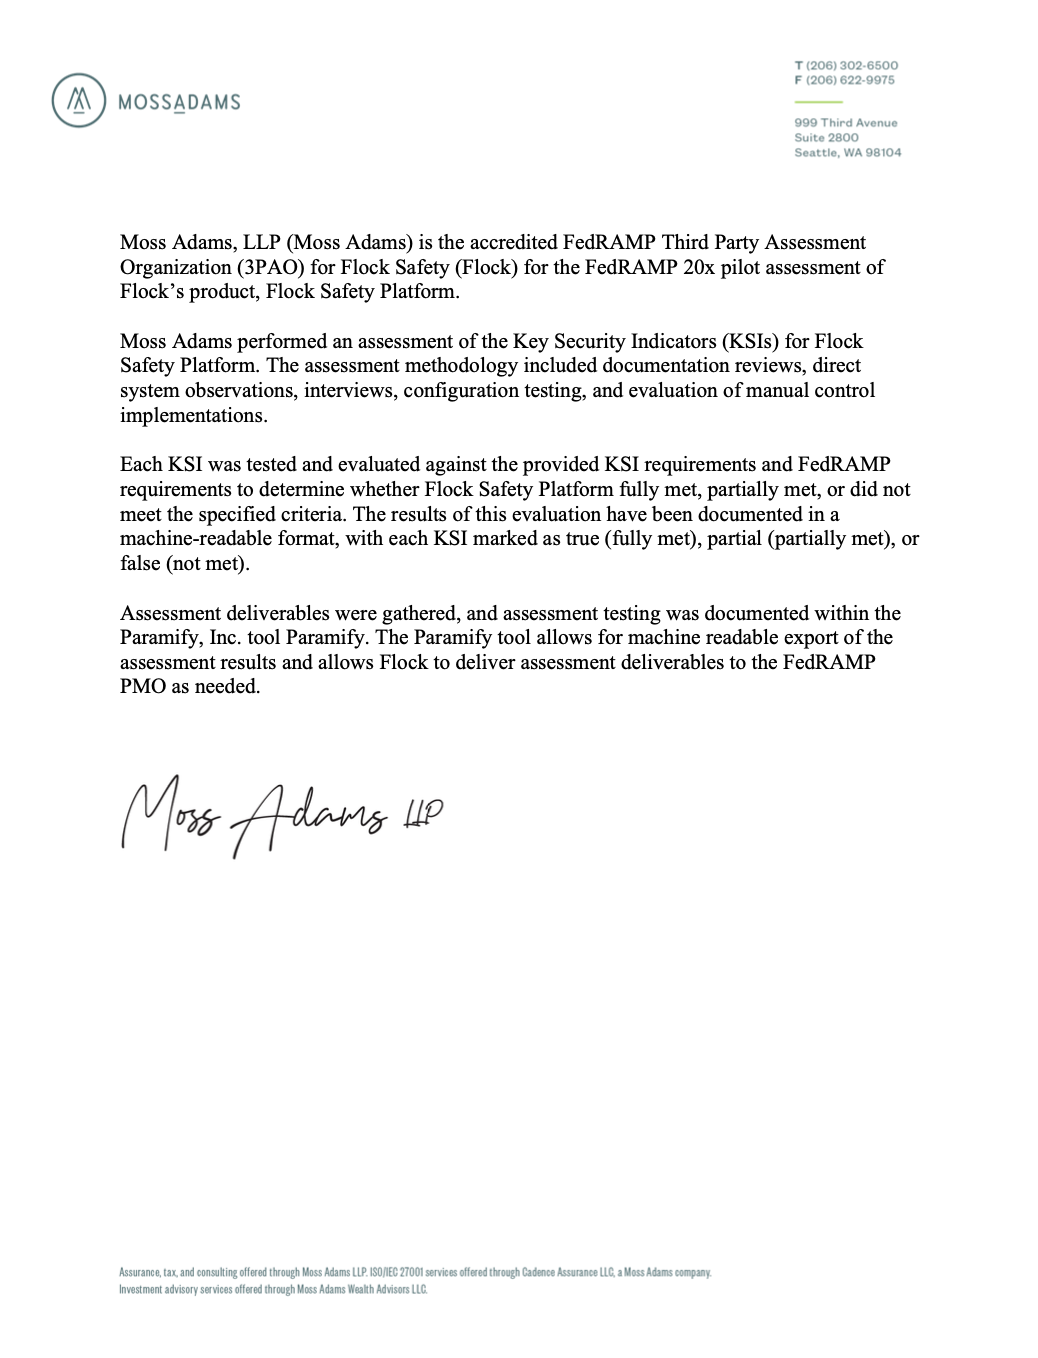 MOSSADAMS
T (206) 302-6500
F (206) 622-9975
999 Third Avenue
Suite 2800
Seattle, WA 98104
Moss Adams, LLP (Moss Adams) is the accredited FedRAMP Third Party Assessment
Organization (3PAO) for Flock Safety (Flock) for the FedRAMP 20x pilot assessment of
Flock’s product, Flock Safety Platform.
Moss Adams performed an assessment of the Key Security Indicators (KSIs) for Flock
Safety Platform. The assessment methodology included documentation reviews, direct
system observations, interviews, configuration testing, and evaluation of manual control
implementations.
Each KSI was tested and evaluated against the provided KSI requirements and FedRAMP
requirements to determine whether Flock Safety Platform fully met, partially met, or did not
meet the specified criteria. The results of this evaluation have been documented in a
machine-readable format, with each KSI marked as true (fully met), partial (partially met), or
false (not met).
Assessment deliverables were gathered, and assessment testing was documented within the
Paramify, Inc. tool Paramify. The Paramify tool allows for machine readable export of the
assessment results and allows Flock to deliver assessment deliverables to the FedRAMP
PMO as needed.
Moss Adams LLP
Assurance, tax, and consulting offered through Moss Adams LLP. ISO/IEC 27001 services offered through Cadence Assurance LLC, a Moss Adams company.
Investment advisory services offered through Moss Adams Wealth Advisors LLC.